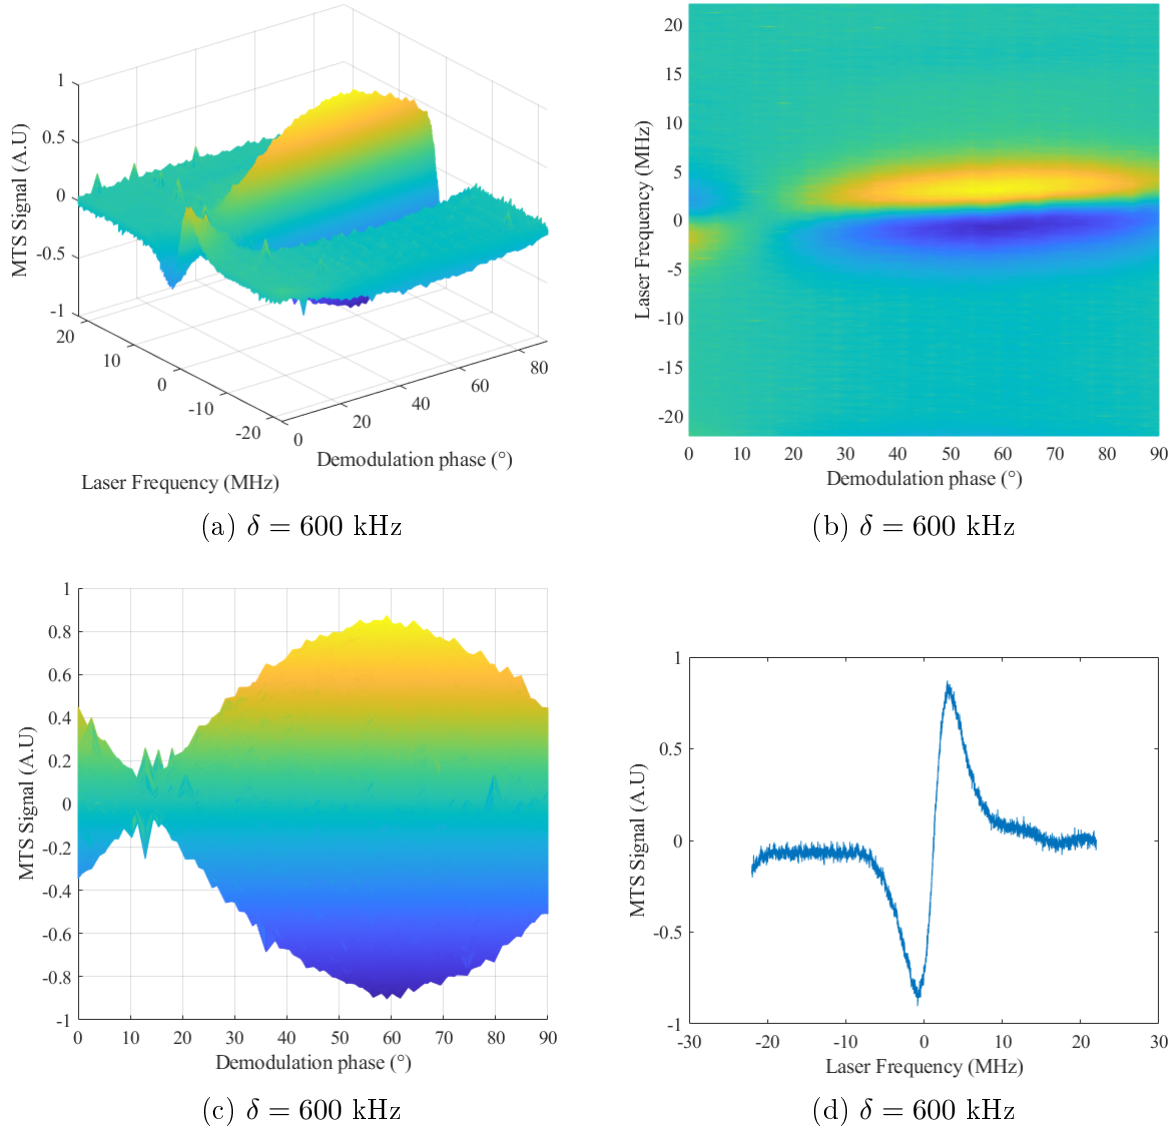 1
0.5
0
-0.5
-1
MTS Signal (A.U)
20
10
0
-10
-20
Laser Frequency (MHz)
0
20
40
60
80
Demodulation phase (°)
(a) δ = 600 kHz
20
15
10
5
0
-5
-10
-15
-20
Laser Frequency (MHz)
0 10 20 30 40 50 60 70 80 90
Demodulation phase (°)
(b) δ = 600 kHz
1
0.8
0.6
0.4
0.2
0
-0.2
-0.4
-0.6
-0.8
-1
MTS Signal (A.U)
0 10 20 30 40 50 60 70 80 90
Demodulation phase (°)
(c) δ = 600 kHz
1
0.5
0
-0.5
-1
MTS Signal (A.U)
-30 -20 -10 0 10 20 30
Laser Frequency (MHz)
(d) δ = 600 kHz